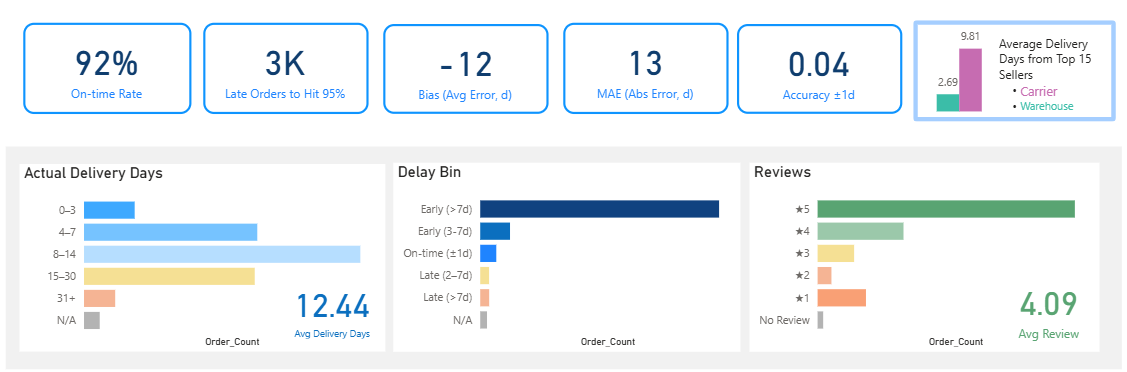 92%
On-time Rate
3K
Late Orders to Hit 95%
-12
Bias (Avg Error, d)
13
MAE (Abs Error, d)
0.04
Accuracy ±1d
2.69
9.81
Average Delivery
Days from Top 15
Sellers
• Carrier
• Warehouse
Actual Delivery Days
0–3
4–7
8–14
15–30
31+
N/A
12.44
Avg Delivery Days
Order_Count
Delay Bin
Early (>7d)
Early (3-7d)
On-time (±1d)
Late (2–7d)
Late (>7d)
N/A
Order_Count
Reviews
★5
★4
★3
★2
★1
No Review
4.09
Avg Review
Order_Count